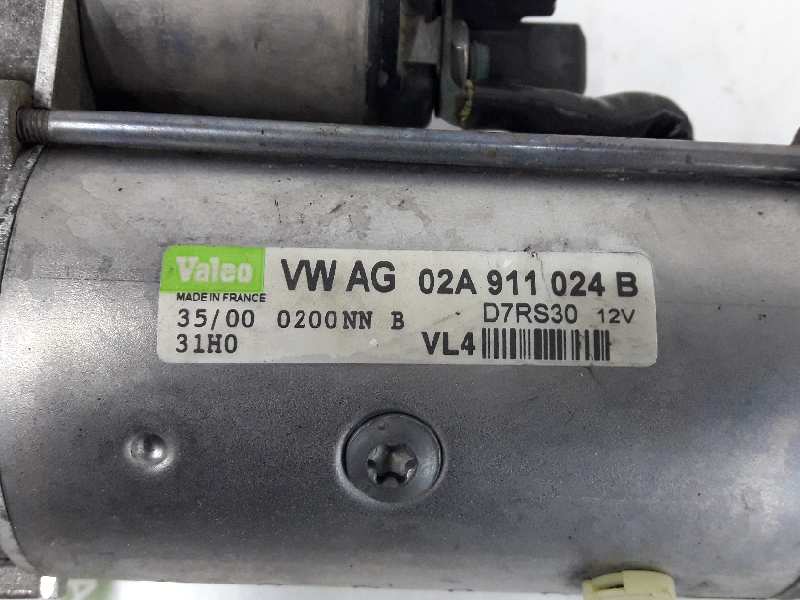 Valeo VW AG 02A 911 024 B
MADE IN FRANCE
35/00 0200NN B D7RS30 12V
31H0 VL4